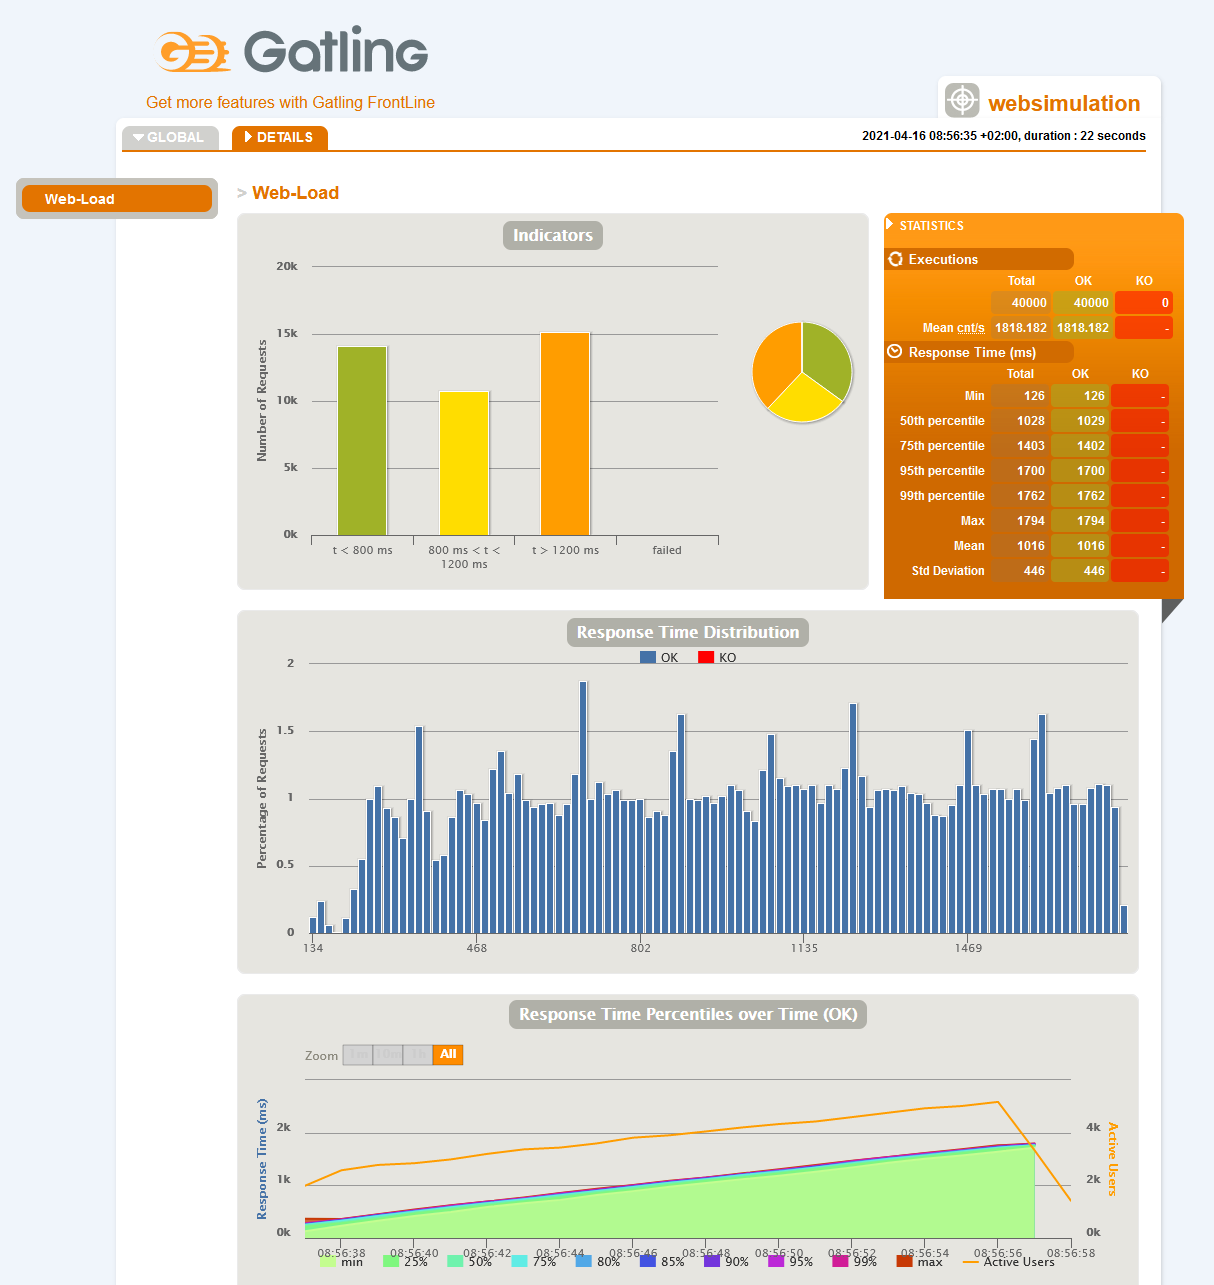 Gatling
Get more features with Gatling FrontLine
websimulation
GLOBAL
DETAILS
2021-04-16 08:56:35 +02:00, duration : 22 seconds
Web-Load
> Web-Load
Indicators
Number of Requests
20k
15k
10k
5k
0k
t < 800 ms
800 ms < t < 1200 ms
t > 1200 ms
failed
STATISTICS
Executions
Total OK KO
40000 40000 0
Mean cnt/s 1818.182 1818.182 -
Response Time (ms)
Total OK KO
Min 126 126 -
50th percentile 1028 1029 -
75th percentile 1403 1402 -
95th percentile 1700 1700 -
99th percentile 1762 1762 -
Max 1794 1794 -
Mean 1016 1016 -
Std Deviation 446 446 -
Response Time Distribution
OK KO
Percentage of Requests
2
1.5
1
0.5
0
134 468 802 1135 1469
Response Time Percentiles over Time (OK)
Zoom All
Response Time (ms)
2k
1k
0k
4k
2k
0k
Active Users
08:56:38 08:56:40 08:56:42 08:56:44 08:56:46 08:56:48 08:56:50 08:56:52 08:56:54 08:56:56 08:56:58
min 25% 50% 75% 80% 85% 90% 95% 99% max Active Users